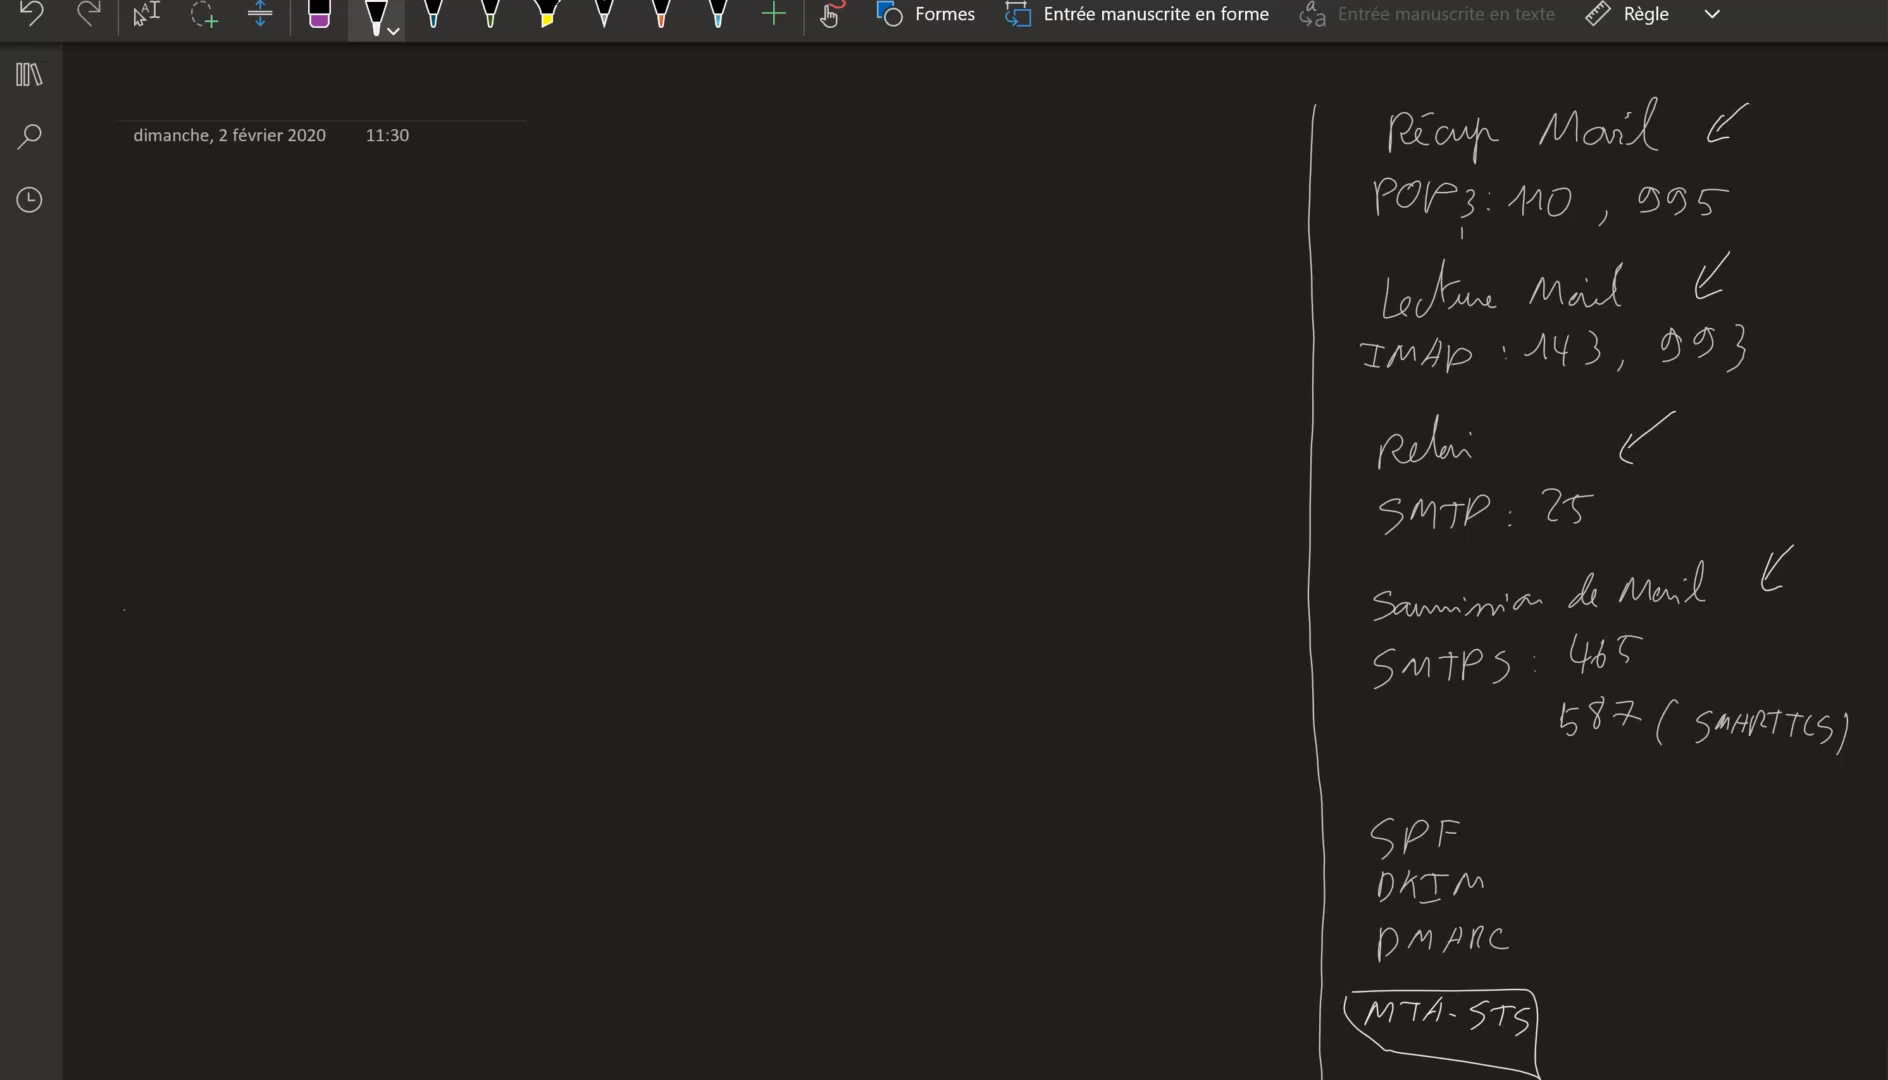 Formes Entrée manuscrite en forme Entrée manuscrite en texte Règle
dimanche, 2 février 2020 11:30
Récup Mail
POP3: 110, 995
Lecture Mail
IMAP : 143, 993
Relai
SMTP : 25
Soumission de Mail
SMTPS : 465
587 (SMARTTLS)
SPF
DKIM
DMARC
MTA-STS